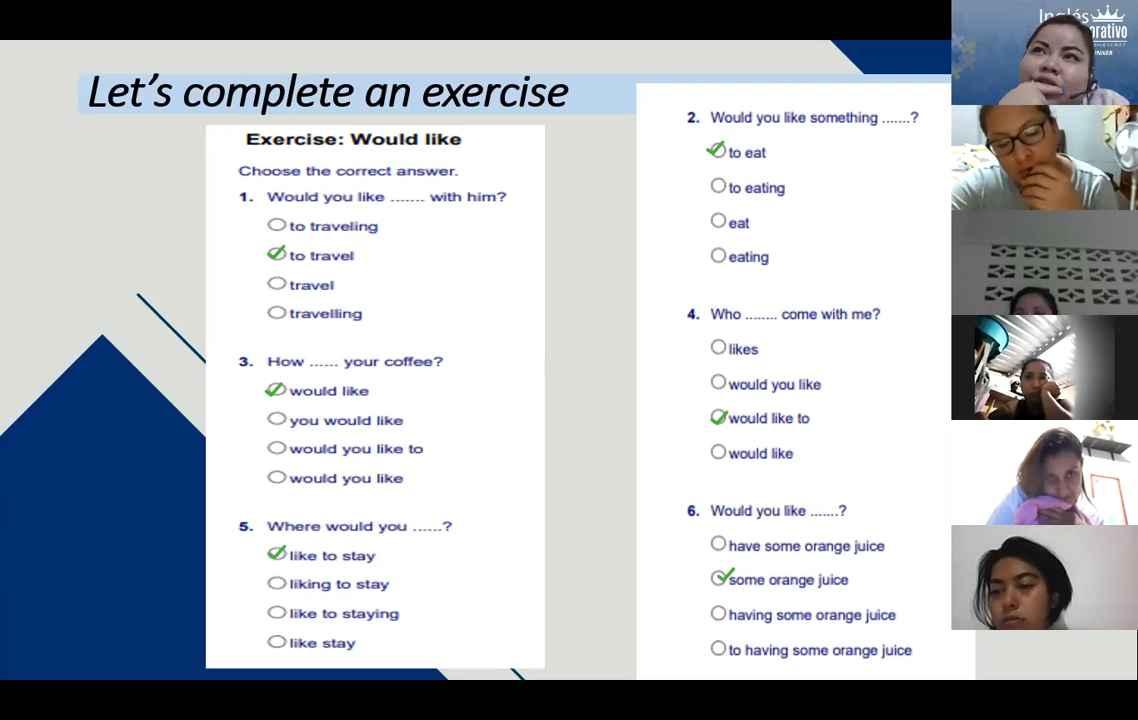 Let's complete an exercise
Exercise: Would like
Choose the correct answer.
1. Would you like ....... with him?
to traveling
to travel
travel
travelling
3. How ...... your coffee?
would like
you would like
would you like to
would you like
5. Where would you ......?
like to stay
liking to stay
like to staying
like stay
2. Would you like something .......?
to eat
to eating
eat
eating
4. Who ........ come with me?
likes
would you like
would like to
would like
6. Would you like .......?
have some orange juice
some orange juice
having some orange juice
to having some orange juice
Inglés